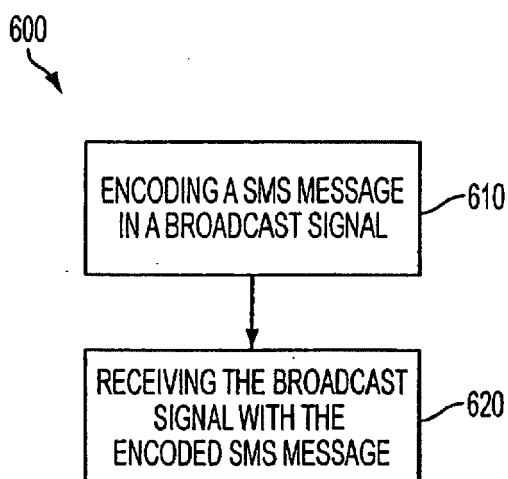 600
ENCODING A SMS MESSAGE
IN A BROADCAST SIGNAL
610
RECEIVING THE BROADCAST
SIGNAL WITH THE
ENCODED SMS MESSAGE
620